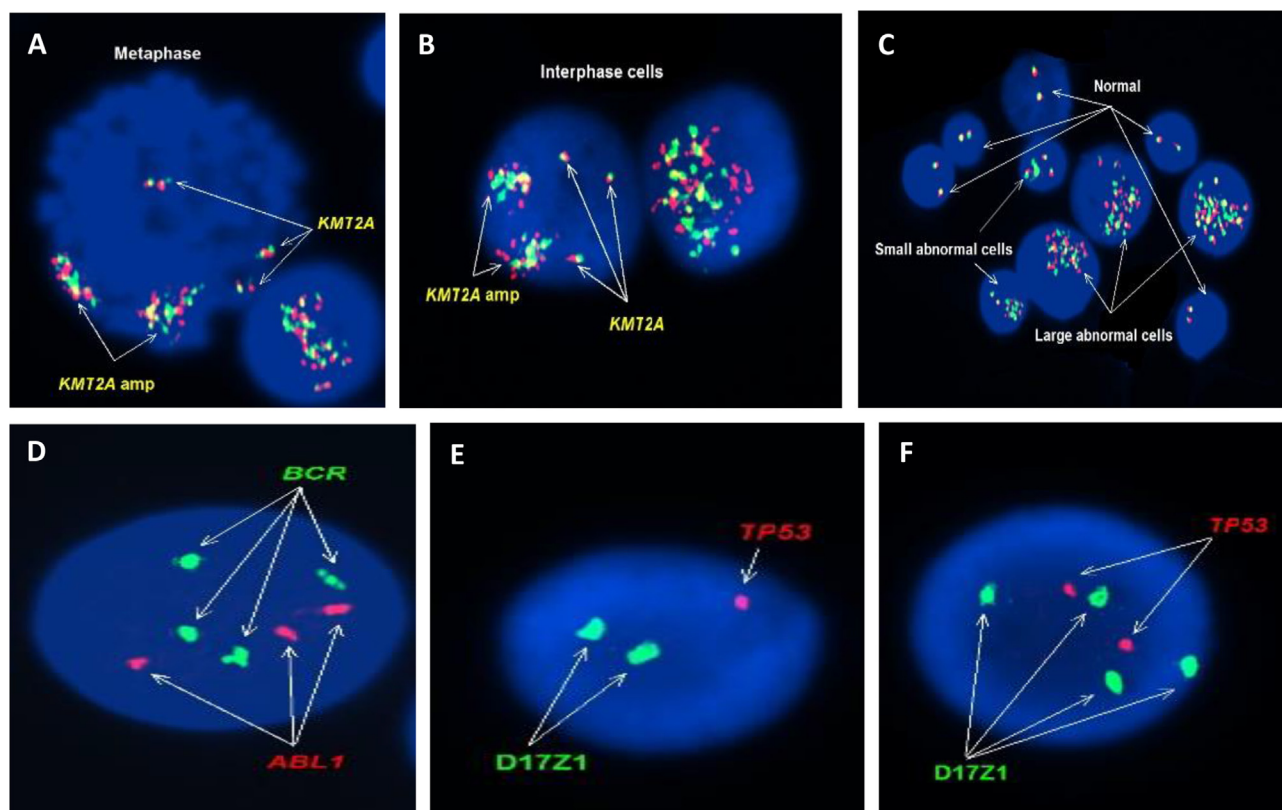 A
Metaphase
KMT2A
KMT2A amp
B
Interphase cells
KMT2A amp
KMT2A
C
Normal
Small abnormal cells
Large abnormal cells
D
BCR
ABL1
E
TP53
D17Z1
F
TP53
D17Z1